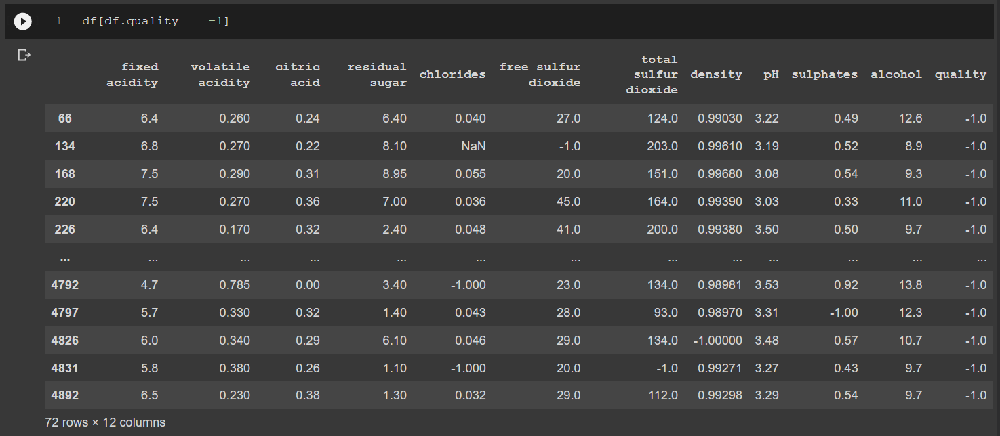 1 df[df.quality == -1]
fixed acidity volatile acidity citric acid residual sugar chlorides free sulfur dioxide total sulfur dioxide density pH sulphates alcohol quality
66 6.4 0.260 0.24 6.40 0.040 27.0 124.0 0.99030 3.22 0.49 12.6 -1.0
134 6.8 0.270 0.22 8.10 NaN -1.0 203.0 0.99610 3.19 0.52 8.9 -1.0
168 7.5 0.290 0.31 8.95 0.055 20.0 151.0 0.99680 3.08 0.54 9.3 -1.0
220 7.5 0.270 0.36 7.00 0.036 45.0 164.0 0.99390 3.03 0.33 11.0 -1.0
226 6.4 0.170 0.32 2.40 0.048 41.0 200.0 0.99380 3.50 0.50 9.7 -1.0
... ... ... ... ... ... ... ... ... ... ... ... ...
4792 4.7 0.785 0.00 3.40 -1.000 23.0 134.0 0.98981 3.53 0.92 13.8 -1.0
4797 5.7 0.330 0.32 1.40 0.043 28.0 93.0 0.98970 3.31 -1.00 12.3 -1.0
4826 6.0 0.340 0.29 6.10 0.046 29.0 134.0 -1.00000 3.48 0.57 10.7 -1.0
4831 5.8 0.380 0.26 1.10 -1.000 20.0 -1.0 0.99271 3.27 0.43 9.7 -1.0
4892 6.5 0.230 0.38 1.30 0.032 29.0 112.0 0.99298 3.29 0.54 9.7 -1.0
72 rows × 12 columns